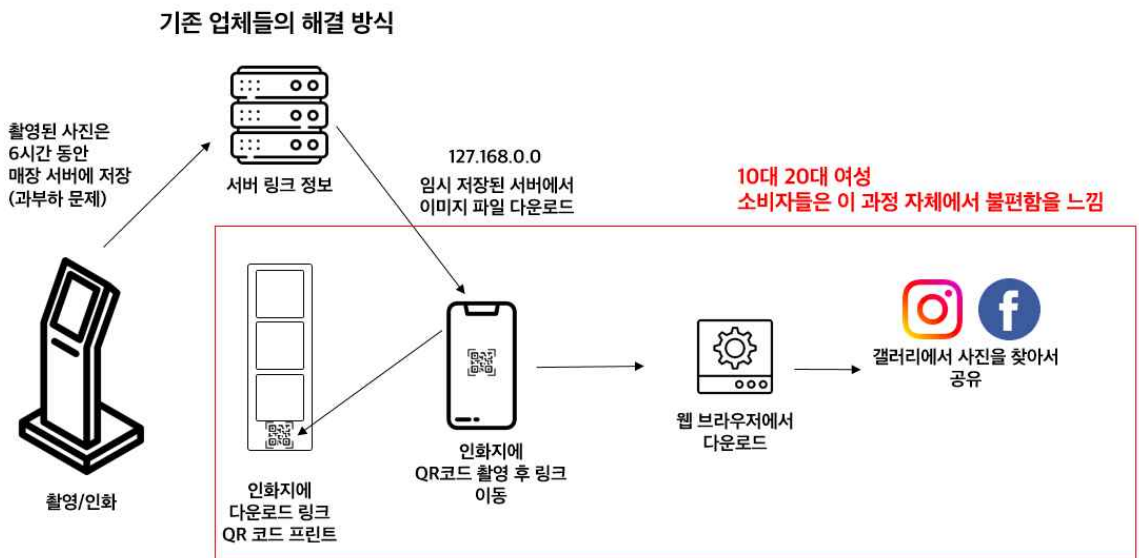 기존 업체들의 해결 방식
촬영된 사진은
6시간 동안
매장 서버에 저장
(과부하 문제)
서버 링크 정보
127.168.0.0
임시 저장된 서버에서
이미지 파일 다운로드
10대 20대 여성
소비자들은 이 과정 자체에서 불편함을 느낌
촬영/인화
인화지에
다운로드 링크
QR 코드 프린트
인화지에
QR코드 촬영 후 링크
이동
웹 브라우저에서
다운로드
갤러리에서 사진을 찾아서
공유